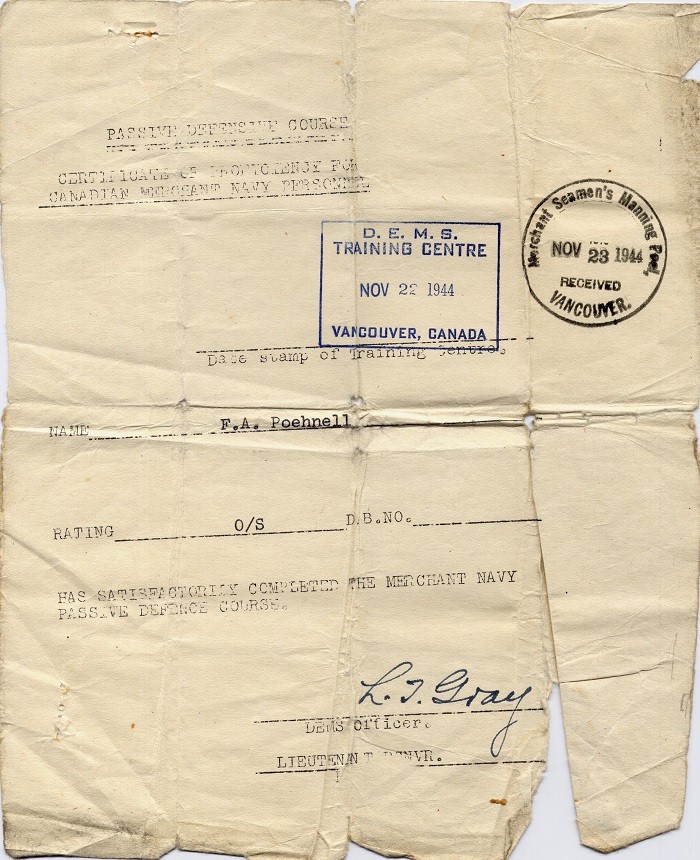 PASSIVE DEFENSIVE COURSE
CERTIFICATE OF PROFICIENCY FOR
CANADIAN MERCHANT NAVY PERSONNEL
D. E. M. S.
TRAINING CENTRE
NOV 22 1944
VANCOUVER, CANADA
Merchant Seamen's Manning Pool,
NOV 23 1944
RECEIVED
VANCOUVER.
Date stamp of Training Centre.
NAME F.A. Poehnell
RATING O/S D.B.NO.
HAS SATISFACTORILY COMPLETED THE MERCHANT NAVY
PASSIVE DEFENCE COURSE.
L. T. Gray
DEMS Officer.
LIEUTENANT RCNVR.